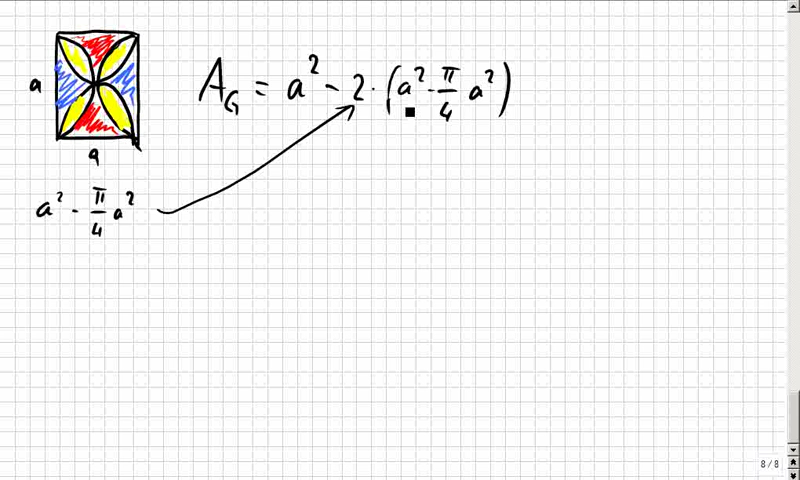 a
A_G = a² - 2 · (a² - π/4 a²)
a
a² - π/4 a²
8/8